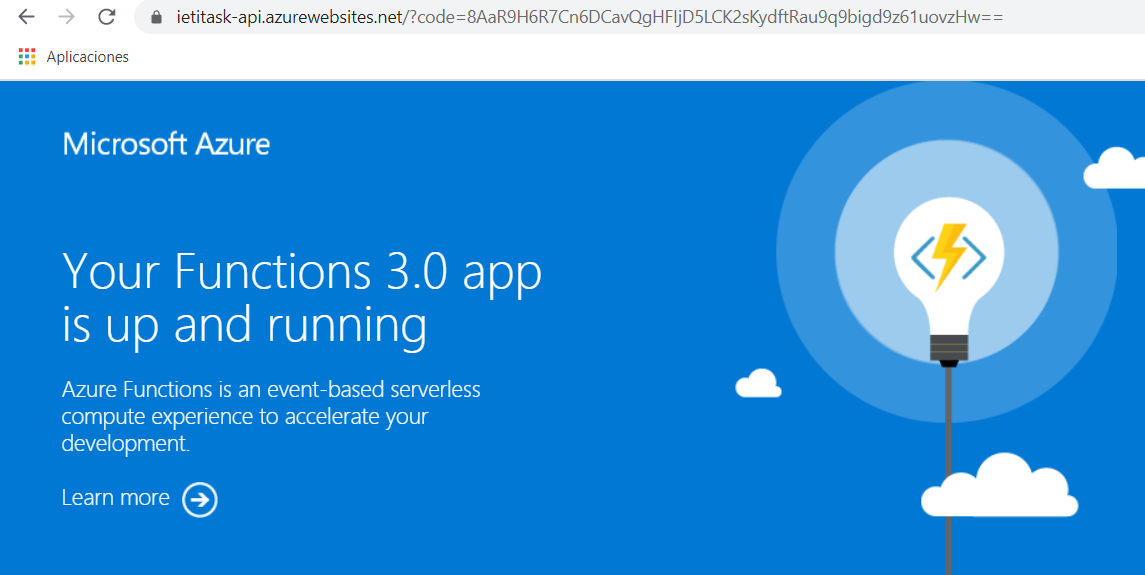 ietitask-api.azurewebsites.net/?code=8AaR9H6R7Cn6DCavQgHFIjD5LCK2sKydftRau9q9bigd9z61uovzHw==
Aplicaciones
Microsoft Azure
Your Functions 3.0 app
is up and running
Azure Functions is an event-based serverless
compute experience to accelerate your
development.
Learn more